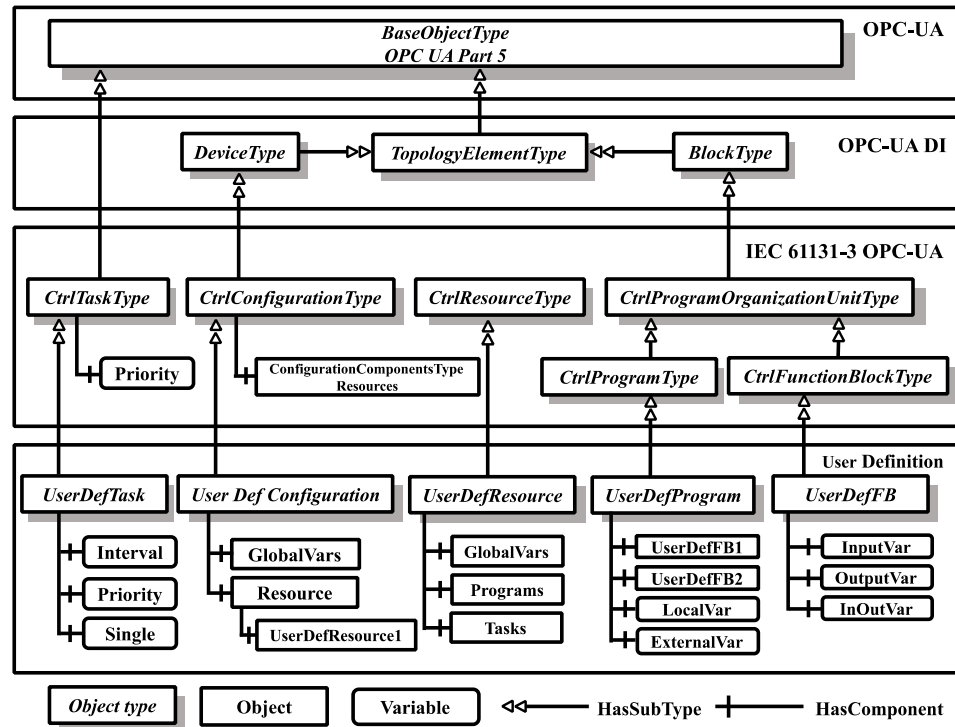 OPC-UA
BaseObjectType
OPC UA Part 5
OPC-UA DI
DeviceType
TopologyElementType
BlockType
IEC 61131-3 OPC-UA
CtrlTaskType
CtrlConfigurationType
CtrlResourceType
CtrlProgramOrganizationUnitType
Priority
ConfigurationComponentsType
Resources
CtrlProgramType
CtrlFunctionBlockType
User Definition
UserDefTask
User Def Configuration
UserDefResource
UserDefProgram
UserDefFB
Interval
Priority
Single
GlobalVars
Resource
UserDefResource1
GlobalVars
Programs
Tasks
UserDefFB1
UserDefFB2
LocalVar
ExternalVar
InputVar
OutputVar
InOutVar
Object type
Object
Variable
HasSubType
HasComponent